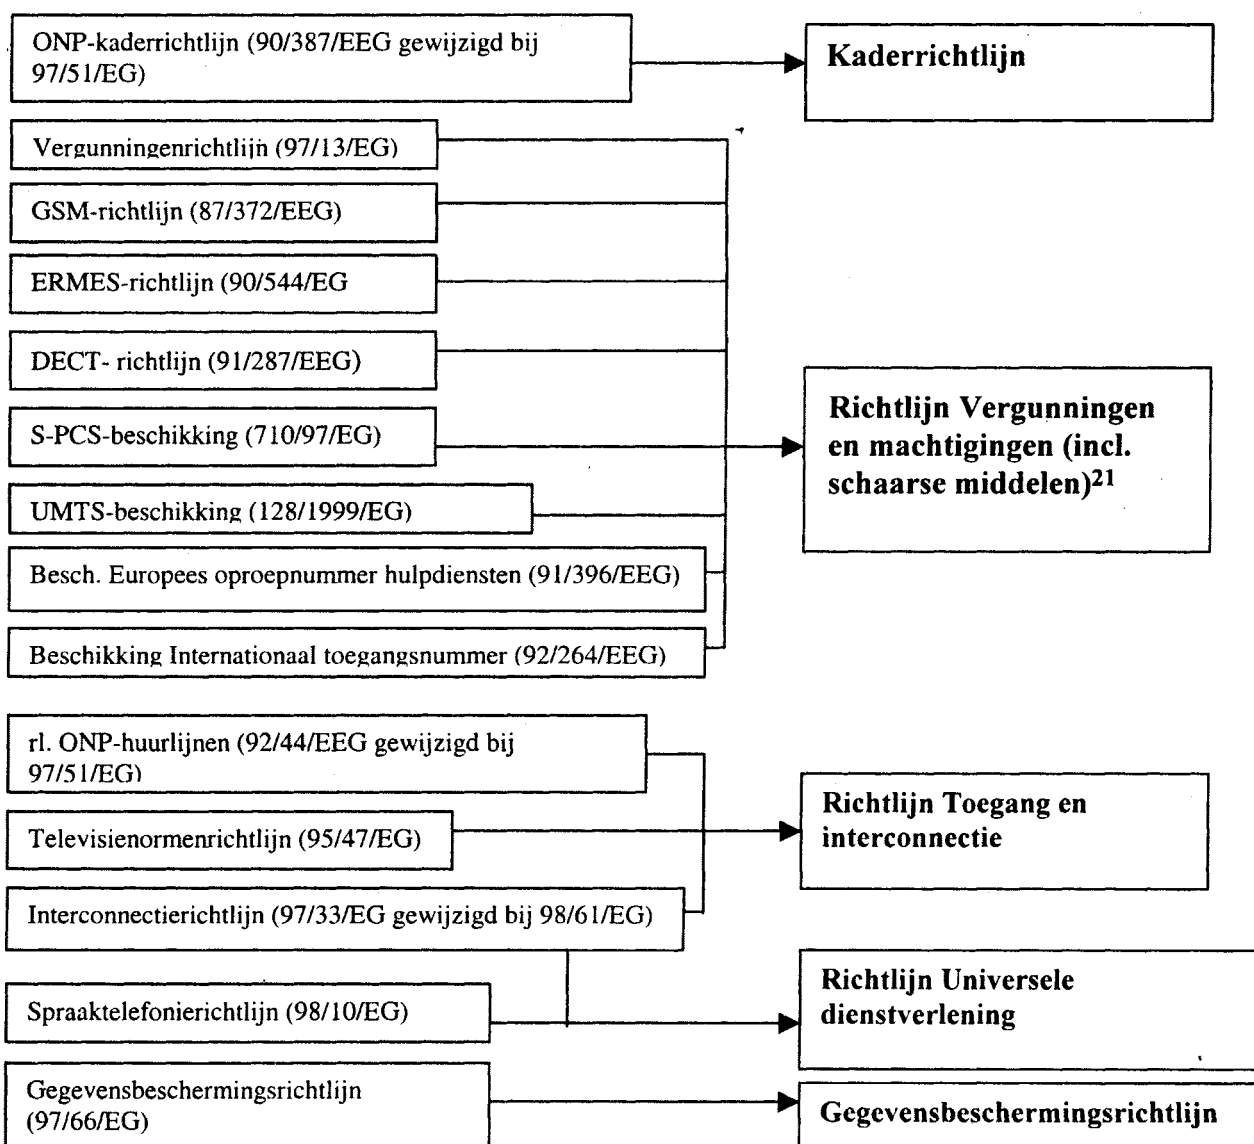 ONP-kaderrichtlijn (90/387/EEG gewijzigd bij
97/51/EG)
Kaderrichtlijn
Vergunningenrichtlijn (97/13/EG)
GSM-richtlijn (87/372/EEG)
ERMES-richtlijn (90/544/EG
DECT- richtlijn (91/287/EEG)
S-PCS-beschikking (710/97/EG)
Richtlijn Vergunningen
en machtigingen (incl.
schaarse middelen)21
UMTS-beschikking (128/1999/EG)
Besch. Europees oproepnummer hulpdiensten (91/396/EEG)
Beschikking Internationaal toegangsnummer (92/264/EEG)
rl. ONP-huurlijnen (92/44/EEG gewijzigd bij
97/51/EG)
Televisienormenrichtlijn (95/47/EG)
Richtlijn Toegang en
interconnectie
Interconnectierichtlijn (97/33/EG gewijzigd bij 98/61/EG)
Spraaktelefonierichtlijn (98/10/EG)
Richtlijn Universele
dienstverlening
Gegevensbeschermingsrichtlijn
(97/66/EG)
Gegevensbeschermingsrichtlijn